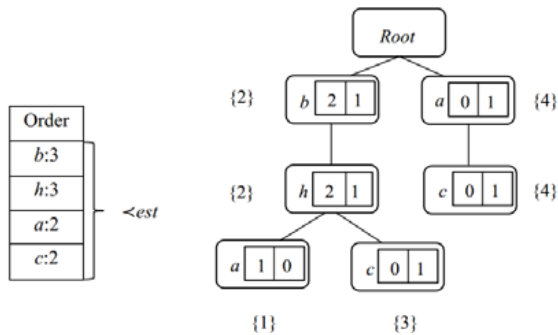 Root
{2} b 2 1 a 0 1 {4}
Order
b:3
h:3
a:2
c:2
≺est
{2} h 2 1 c 0 1 {4}
a 1 0 c 0 1
{1} {3}